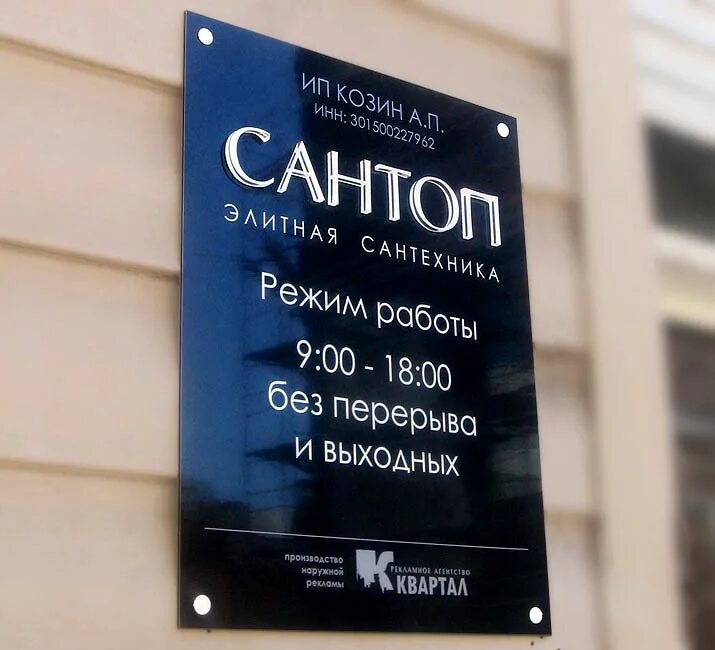 ИП КОЗИН А.П.
ИНН: 301500227962
САНТОП
ЭЛИТНАЯ САНТЕХНИКА
Режим работы
9:00 - 18:00
без перерыва
и выходных
производство
наружной
рекламы
К
РЕКЛАМНОЕ АГЕНТСТВО
КВАРТАЛ